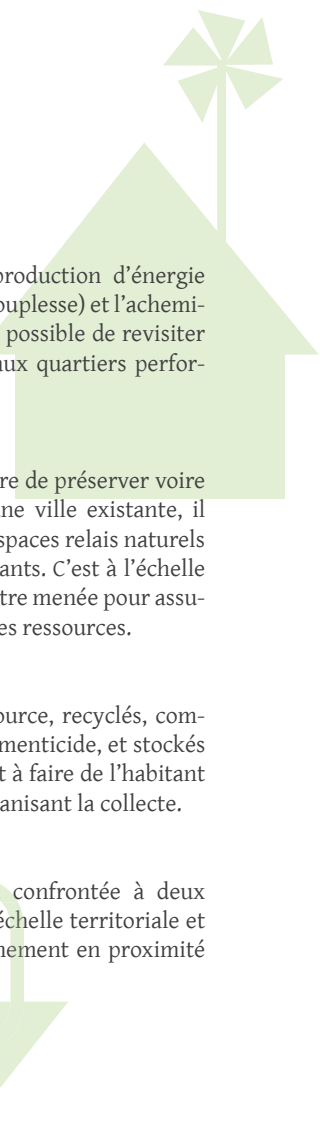 production d’énergie
ouplesse) et l’achemi-
possible de revisiter
aux quartiers perfor-
re de préserver voire
ne ville existante, il
spaces relais naturels
ants. C’est à l’échelle
tre menée pour assu-
es ressources.
ource, recyclés, com-
menticide, et stockés
t à faire de l’habitant
anisant la collecte.
confrontée à deux
échelle territoriale et
nement en proximité